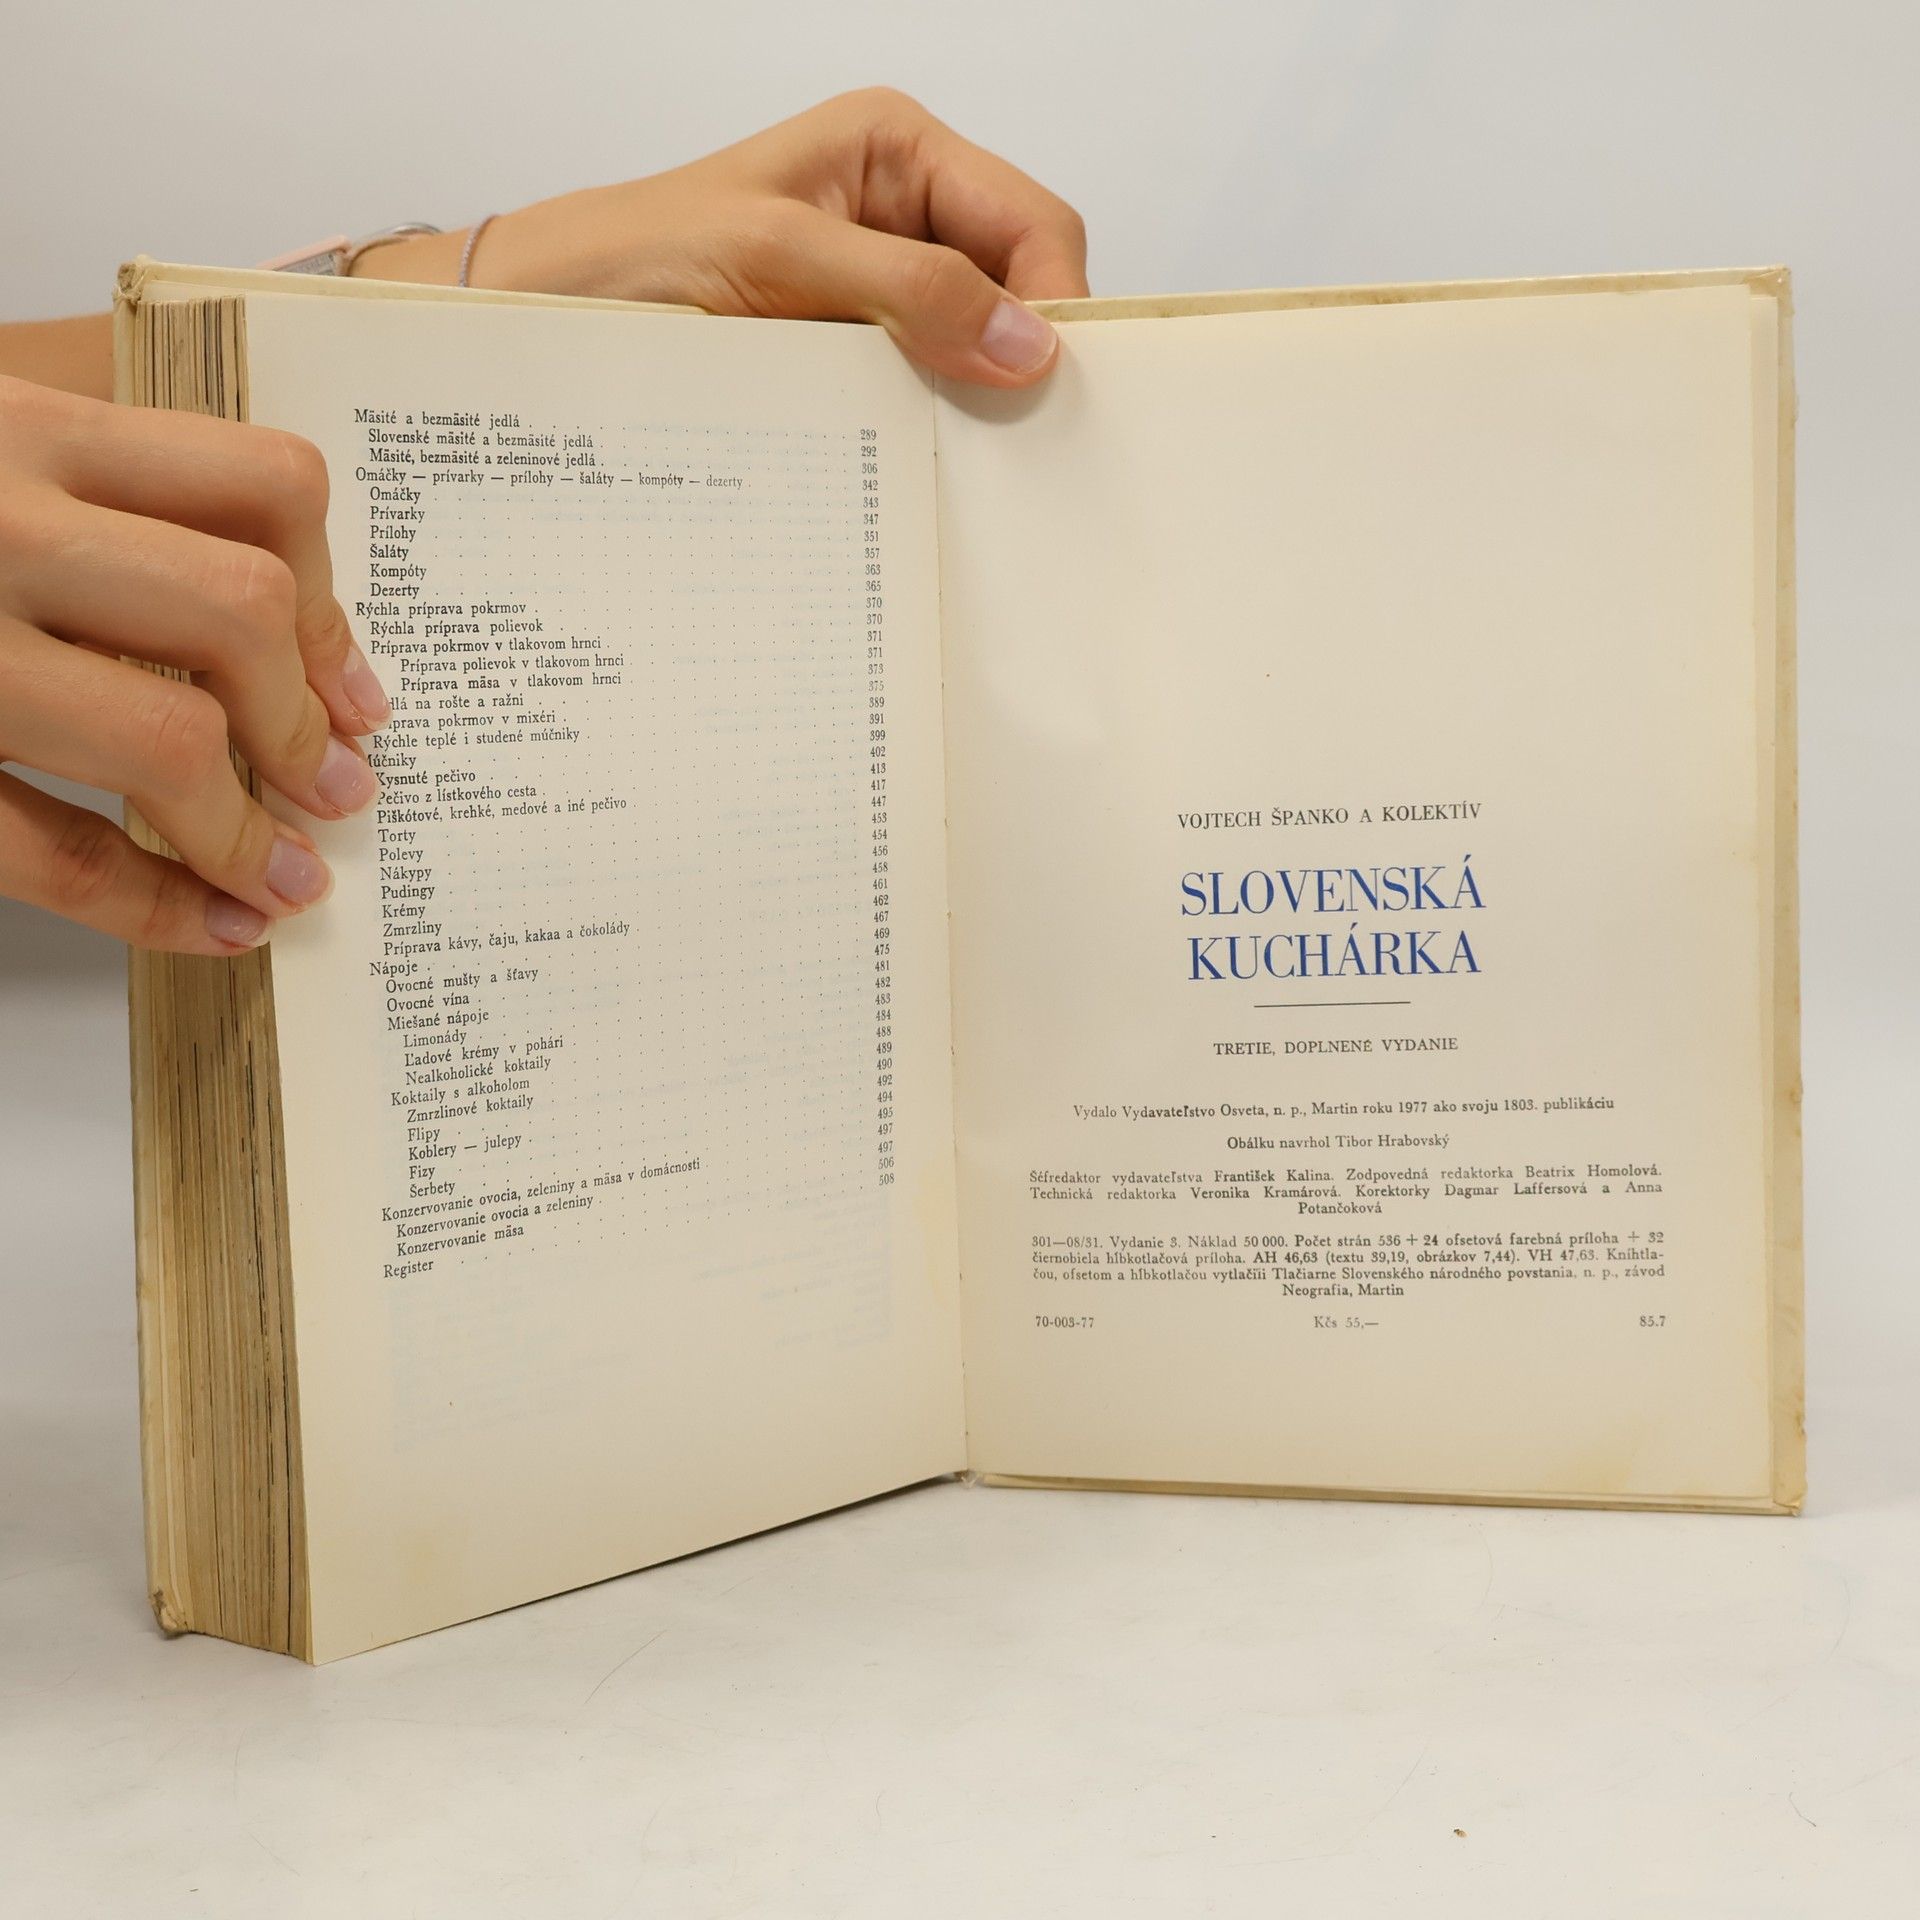 Mäsité a bezmäsité jedlá . . . . . 289
Slovenské mäsité a bezmäsité jedlá . . . . . 292
Mäsité, bezmäsité a zeleninové jedlá . . . . . 306
Omáčky — prívarky — prílohy — šaláty — kompóty — dezerty . . . . . 342
Omáčky . . . . . 343
Prívarky . . . . . 347
Prílohy . . . . . 351
Šaláty . . . . . 357
Kompóty . . . . . 363
Dezerty . . . . . 365
Rýchla príprava pokrmov . . . . . 370
Rýchla príprava polievok . . . . . 370
Príprava pokrmov v tlakovom hrnci . . . . . 371
Príprava polievok v tlakovom hrnci . . . . . 371
Príprava mäsa v tlakovom hrnci . . . . . 373
dlá na rošte a ražni . . . . . 375
prava pokrmov v mixéri . . . . . 389
Rýchle teplé i studené múčniky . . . . . 391
Múčniky . . . . . 399
Kysnuté pečivo . . . . . 402
Pečivo z lístkového cesta . . . . . 413
Piškótové, krehké, medové a iné pečivo . . . . . 417
Torty . . . . . 447
Polevy . . . . . 453
Nákypy . . . . . 454
Pudingy . . . . . 456
Krémy . . . . . 458
Zmrzliny . . . . . 461
Príprava kávy, čaju, kakaa a čokolády . . . . . 462
Nápoje . . . . . 467
Ovocné mušty a šťavy . . . . . 469
Ovocné vína . . . . . 475
Miešané nápoje . . . . . 481
Limonády . . . . . 482
Ľadové krémy v pohári . . . . . 483
Nealkoholické koktaily . . . . . 484
Koktaily s alkoholom . . . . . 488
Zmrzlinové koktaily . . . . . 489
Flipy . . . . . 490
Koblery — julepy . . . . . 492
Fizy . . . . . 494
Šerbety . . . . . 495
Konzervovanie ovocia, zeleniny a mäsa v domácnosti . . . . . 497
Konzervovanie ovocia a zeleniny . . . . . 497
Konzervovanie mäsa . . . . . 506
Register . . . . . 508
VOJTECH ŠPANKO A KOLEKTÍV
SLOVENSKÁ
KUCHÁRKA
TRETIE, DOPLNENÉ VYDANIE
Vydalo Vydavateľstvo Osveta, n. p., Martin roku 1977 ako svoju 1803. publikáciu
Obálku navrhol Tibor Hrabovský
Šéfredaktor vydavateľstva František Kalina. Zodpovedná redaktorka Beatrix Homolová.
Technická redaktorka Veronika Kramárová. Korektorky Dagmar Laffersová a Anna
Potančoková
301—08/31. Vydanie 3. Náklad 50 000. Počet strán 536 + 24 ofsetová farebná príloha + 32
čiernobiela hĺbkotlačová príloha. AH 46,63 (textu 39,19, obrázkov 7,44). VH 47,63. Kníhtla-
čou, ofsetom a hĺbkotlačou vytlačili Tlačiarne Slovenského národného povstania, n. p., závod
Neografia, Martin
70-003-77 Kčs 55,— 85.7